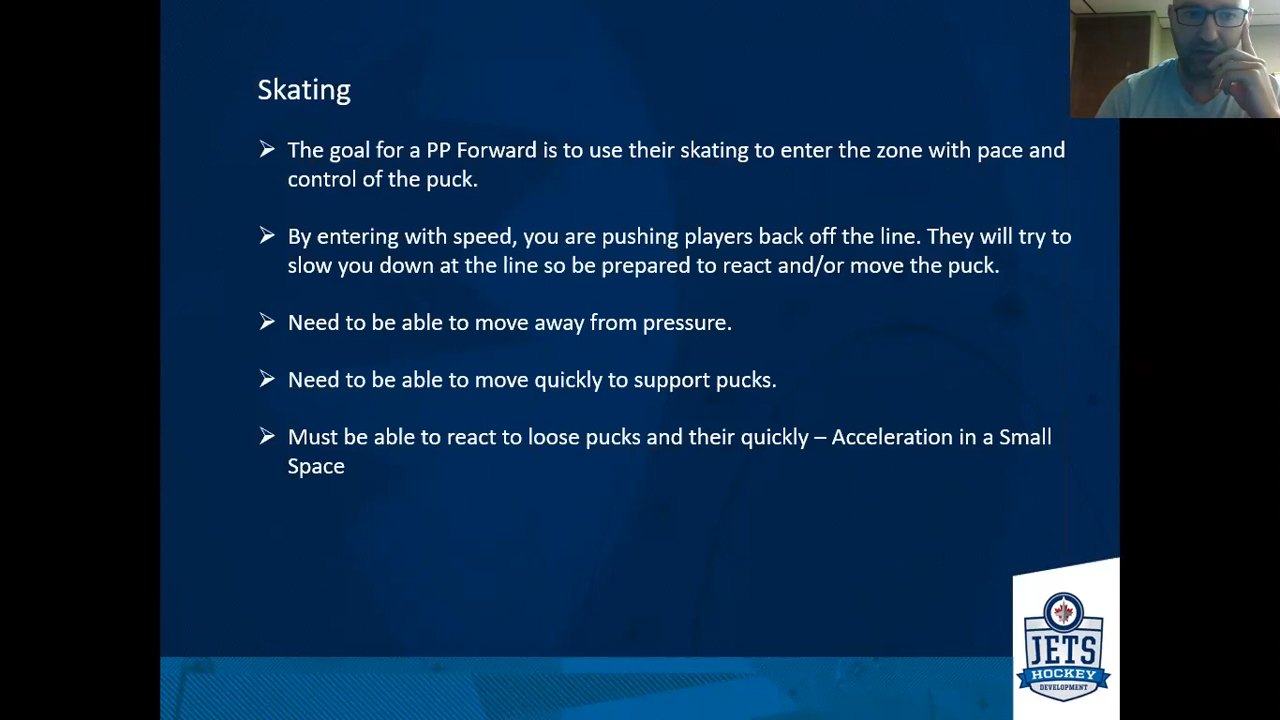 Skating
➢ The goal for a PP Forward is to use their skating to enter the zone with pace and
control of the puck.
➢ By entering with speed, you are pushing players back off the line. They will try to
slow you down at the line so be prepared to react and/or move the puck.
➢ Need to be able to move away from pressure.
➢ Need to be able to move quickly to support pucks.
➢ Must be able to react to loose pucks and their quickly – Acceleration in a Small
Space
JETS
HOCKEY
DEVELOPMENT